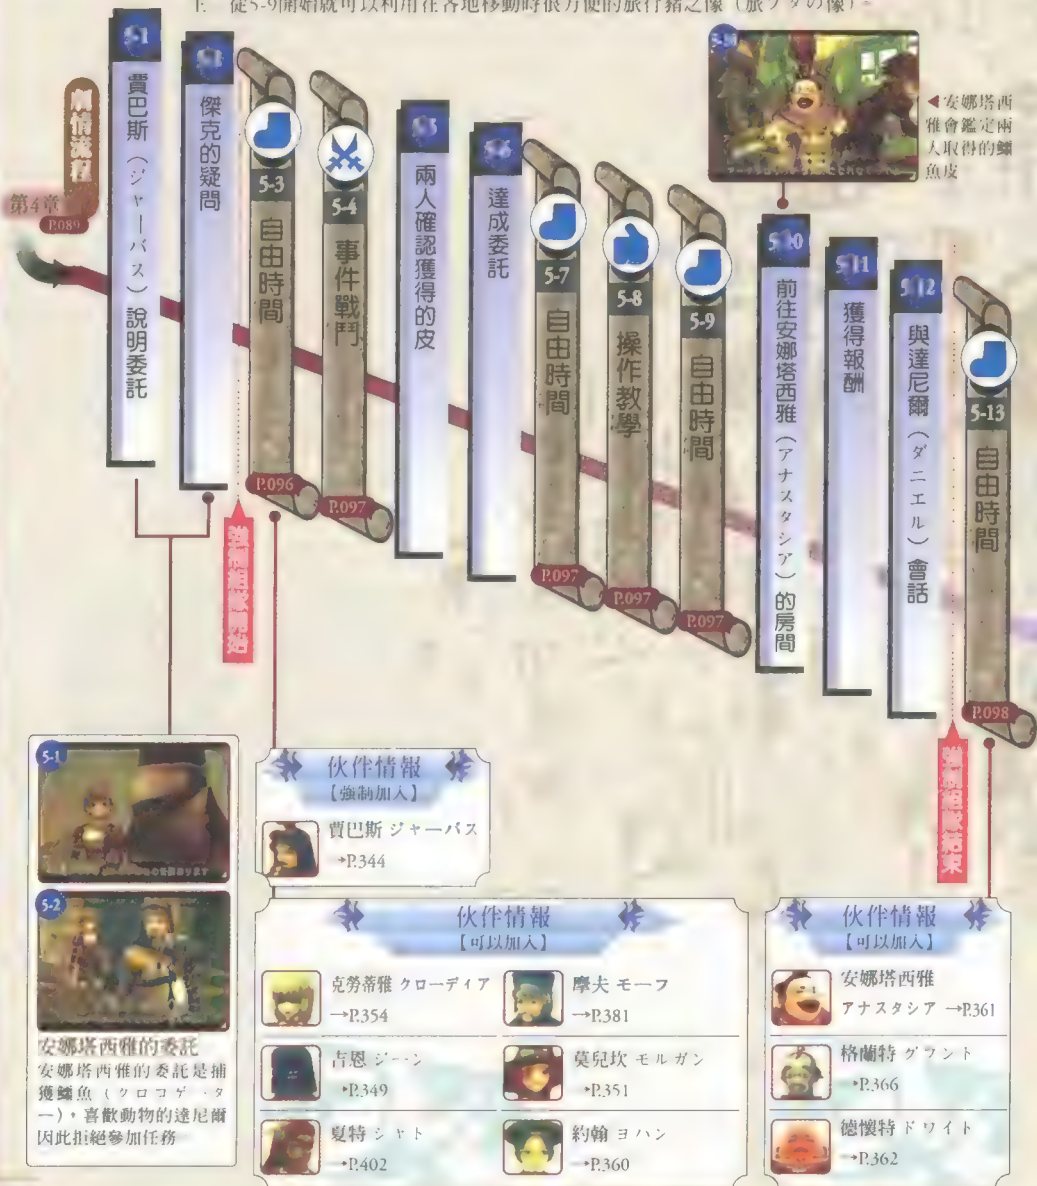 從5-9開始就可以利用在各地移動時很方便的旅行豬之像（旅ブタの像）。
劇情流程
第4章
P.089
5-1
賈巴斯（ジャーバス）說明委託
5-2
傑克的疑問
強制組隊開始
5-3
自由時間
P.096
5-4
事件戰鬥
P.097
5-5
兩人確認獲得的皮
5-6
達成委託
5-7
自由時間
P.097
5-8
操作教學
P.097
5-9
自由時間
P.097
5-10
◀安娜塔西
雅會鑑定兩
人取得的鱷
魚皮
5-10
前往安娜塔西雅（アナスタシア）的房間
5-11
獲得報酬
5-12
與達尼爾（ダニエル）會話
強制組隊結束
5-13
自由時間
P.098
5-1
5-2
安娜塔西雅的委託
安娜塔西雅的委託是捕
獲鱷魚（クロコゲーター
ー），喜歡動物的達尼爾
因此拒絕參加任務
伙伴情報
【強制加入】
賈巴斯 ジャーバス
→P.344
伙伴情報
【可以加入】
克勞蒂雅 クローディア
→P.354
摩夫 モーフ
→P.381
吉恩 ジーン
→P.349
莫兒坎 モルガン
→P.351
夏特 シャト
→P.402
約翰 ヨハン
→P.360
伙伴情報
【可以加入】
安娜塔西雅
アナスタシア →P.361
格蘭特 グラント
→P.366
德懷特 ドワイト
→P.362